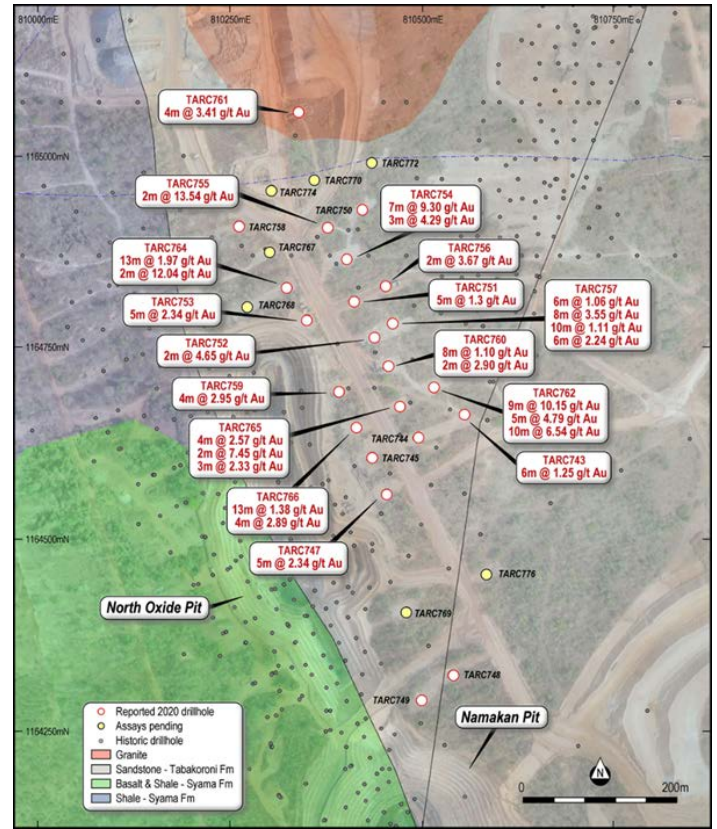 810000mE
810250mE
810500mE
810750mE
TARC761
4m @ 3.41 g/t Au
1165000mN
TARC772
TARC770
TARC774
TARC755
2m @ 13.54 g/t Au
TARC750
TARC754
7m @ 9.30 g/t Au
3m @ 4.29 g/t Au
TARC758
TARC767
TARC764
13m @ 1.97 g/t Au
2m @ 12.04 g/t Au
TARC756
2m @ 3.67 g/t Au
TARC751
5m @ 1.3 g/t Au
TARC757
6m @ 1.06 g/t Au
8m @ 3.55 g/t Au
10m @ 1.11 g/t Au
6m @ 2.24 g/t Au
TARC753
5m @ 2.34 g/t Au
TARC768
TARC752
2m @ 4.65 g/t Au
1164750mN
TARC760
8m @ 1.10 g/t Au
2m @ 2.90 g/t Au
TARC759
4m @ 2.95 g/t Au
TARC762
9m @ 10.15 g/t Au
5m @ 4.79 g/t Au
10m @ 6.54 g/t Au
TARC765
4m @ 2.57 g/t Au
2m @ 7.45 g/t Au
3m @ 2.33 g/t Au
TARC744
TARC745
TARC743
6m @ 1.25 g/t Au
TARC766
13m @ 1.38 g/t Au
4m @ 2.89 g/t Au
1164500mN
TARC747
5m @ 2.34 g/t Au
TARC776
North Oxide Pit
TARC769
TARC748
TARC749
Namakan Pit
1164250mN
Reported 2020 drillhole
Assays pending
Historic drillhole
Granite
Sandstone - Tabakoroni Fm
Basalt & Shale - Syama Fm
Shale - Syama Fm
N
0
200m